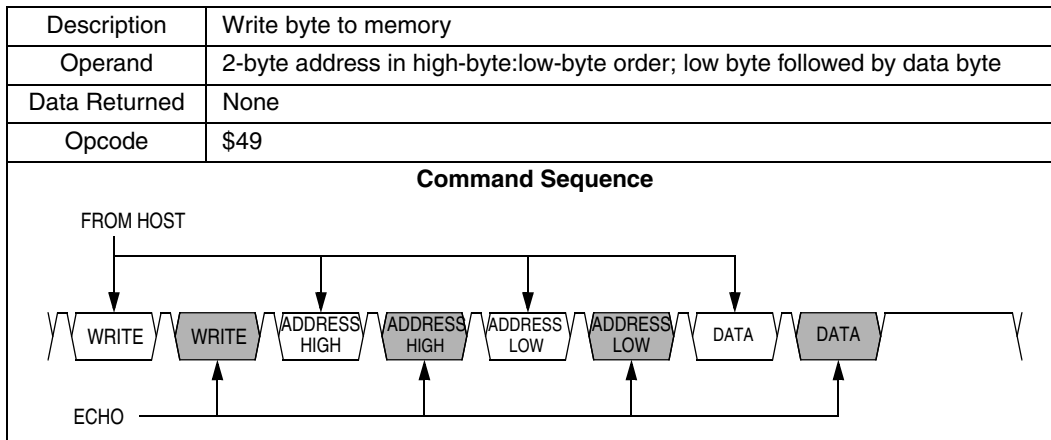 Description Write byte to memory
Operand 2-byte address in high-byte:low-byte order; low byte followed by data byte
Data Returned None
Opcode $49
Command Sequence
FROM HOST
WRITE WRITE ADDRESS HIGH ADDRESS HIGH ADDRESS LOW ADDRESS LOW DATA DATA
ECHO